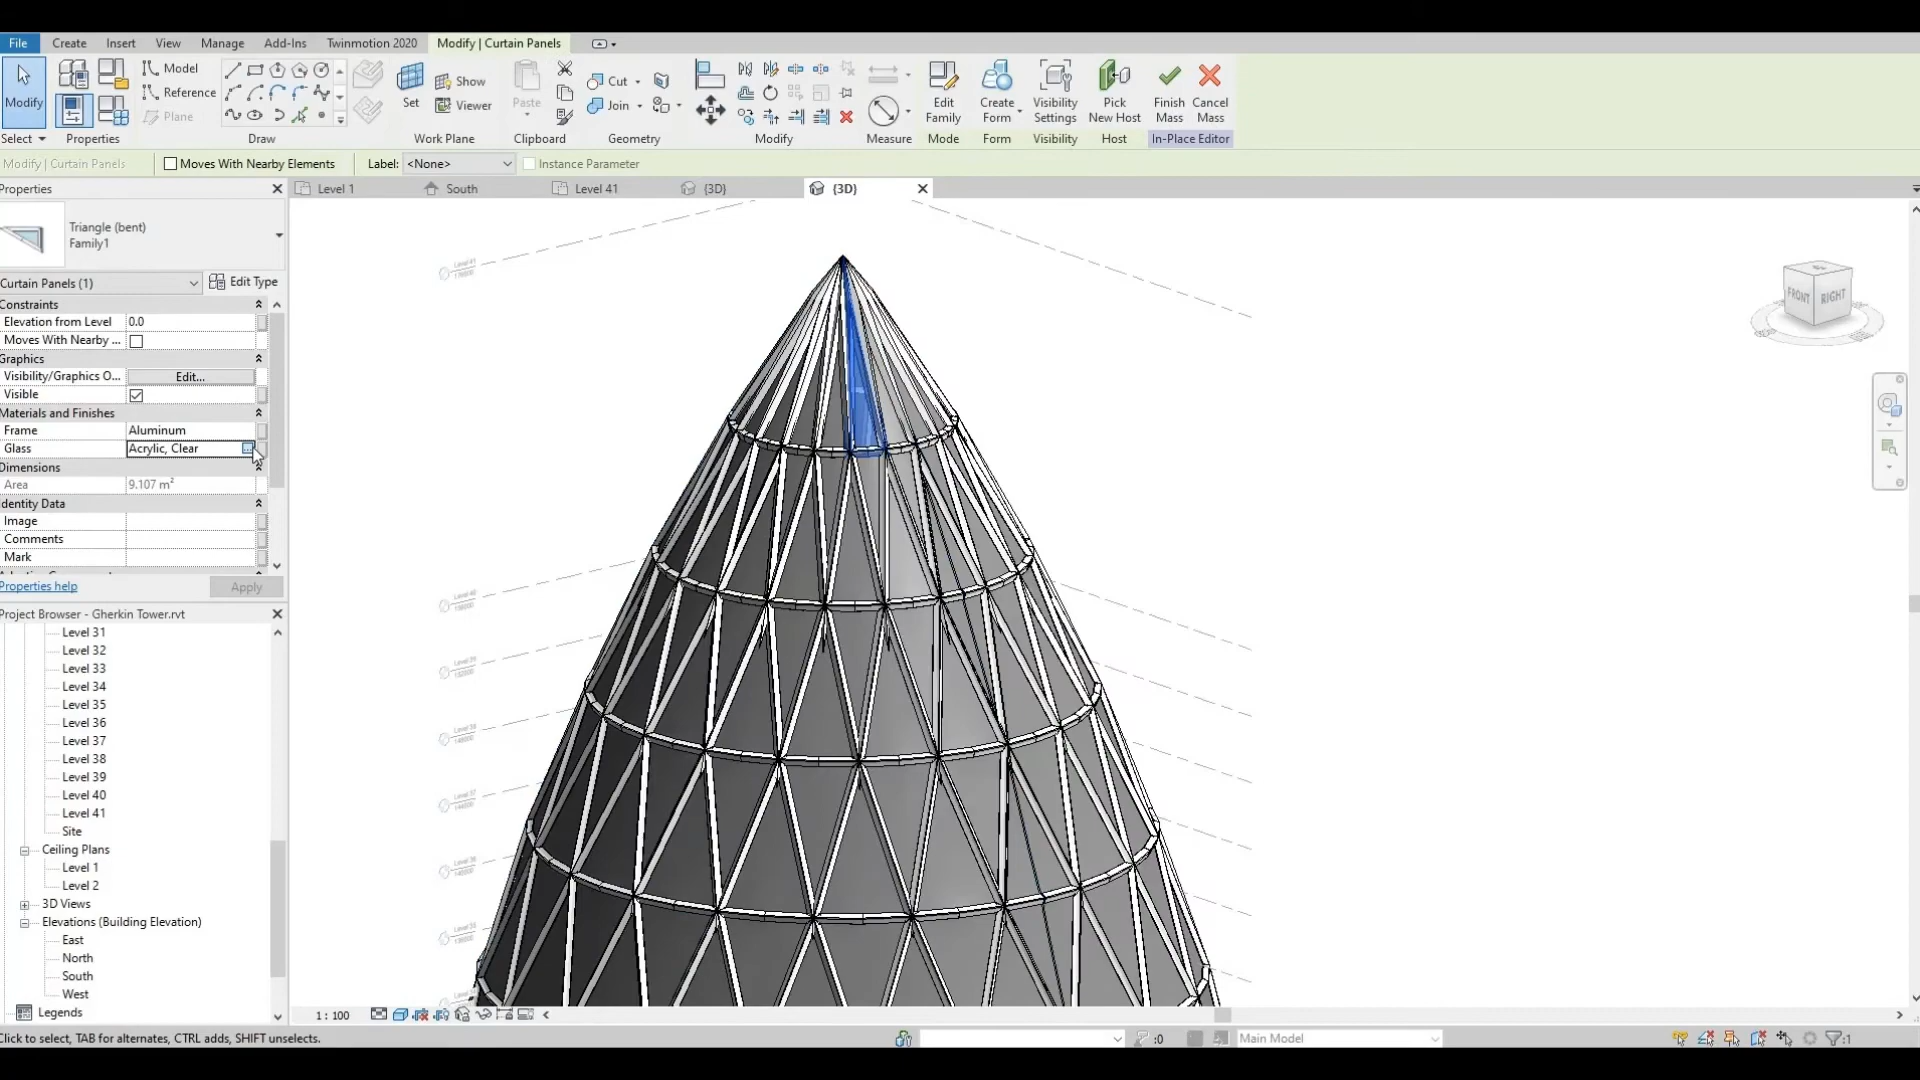 File Create Insert View Manage Add-Ins Twinmotion 2020 Modify | Curtain Panels
Model
Reference
Plane
Modify
Set
Show
Viewer
Paste
Cut
Join
Edit Family
Create Form
Visibility Settings
Pick New Host
Finish Mass
Cancel Mass
Select Properties Draw Work Plane Clipboard Geometry Modify Measure Mode Form Visibility Host In-Place Editor
Modify | Curtain Panels Moves With Nearby Elements Label: <None> Instance Parameter
Properties
Level 1 South Level 41 {3D} {3D}
Triangle (bent)
Family1
Curtain Panels (1) Edit Type
Constraints
Elevation from Level 0.0
Moves With Nearby ...
Graphics
Visibility/Graphics O... Edit...
Visible
Materials and Finishes
Frame Aluminum
Glass Acrylic, Clear
Dimensions
Area 9.107 m²
Identity Data
Image
Comments
Mark
Properties help Apply
Project Browser - Gherkin Tower.rvt
Level 31
Level 32
Level 33
Level 34
Level 35
Level 36
Level 37
Level 38
Level 39
Level 40
Level 41
Site
Ceiling Plans
Level 1
Level 2
3D Views
Elevations (Building Elevation)
East
North
South
West
Legends
FRONT RIGHT
1 : 100
Click to select, TAB for alternates, CTRL adds, SHIFT unselects.
:0
Main Model
:1